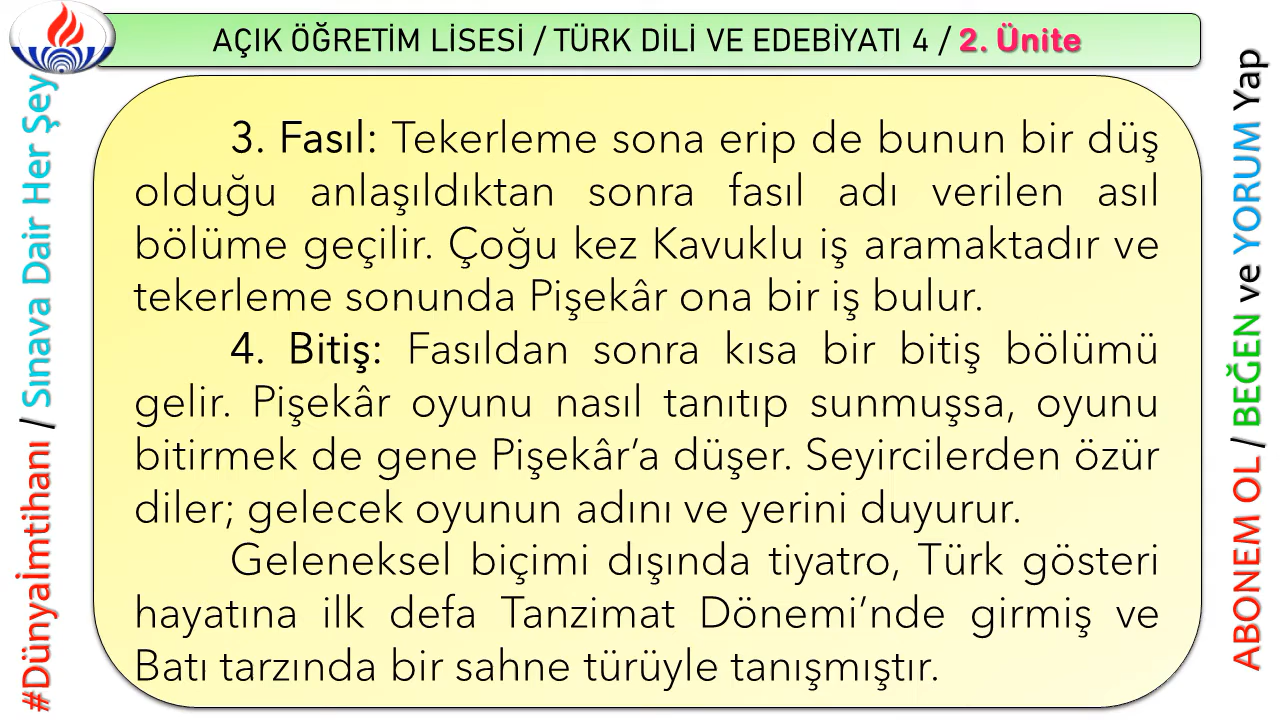 AÇIK ÖĞRETİM LİSESİ / TÜRK DİLİ VE EDEBİYATI 4 / 2. Ünite
#Dünyaİmtihanı / Sınava Dair Her Şey
3. Fasıl: Tekerleme sona erip de bunun bir düş
olduğu anlaşıldıktan sonra fasıl adı verilen asıl
bölüme geçilir. Çoğu kez Kavuklu iş aramaktadır ve
tekerleme sonunda Pişekâr ona bir iş bulur.
4. Bitiş: Fasıldan sonra kısa bir bitiş bölümü
gelir. Pişekâr oyunu nasıl tanıtıp sunmuşsa, oyunu
bitirmek de gene Pişekâr’a düşer. Seyircilerden özür
diler; gelecek oyunun adını ve yerini duyurur.
Geleneksel biçimi dışında tiyatro, Türk gösteri
hayatına ilk defa Tanzimat Dönemi’nde girmiş ve
Batı tarzında bir sahne türüyle tanışmıştır.
ABONEM OL / BEĞEN ve YORUM Yap